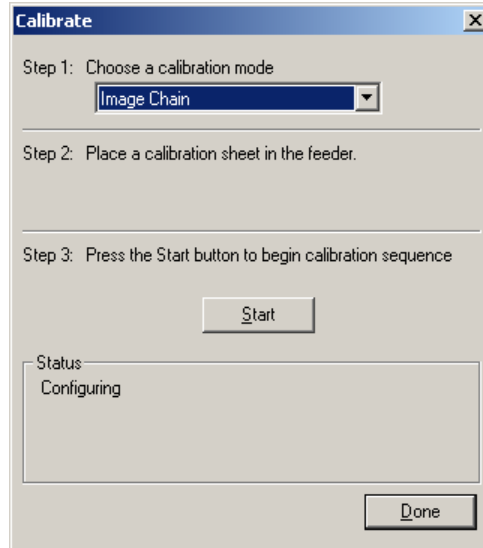 Calibrate
Step 1: Choose a calibration mode
Image Chain
Step 2: Place a calibration sheet in the feeder.
Step 3: Press the Start button to begin calibration sequence
Start
Status
Configuring
Done